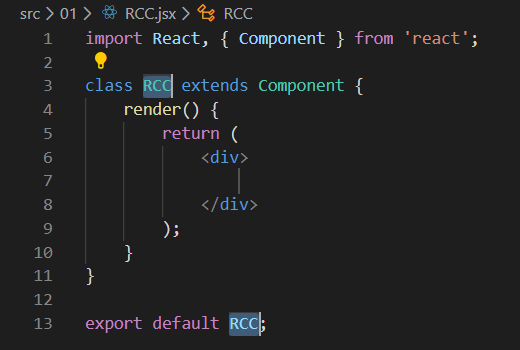 src > 01 > RCC.jsx > RCC
1 import React, { Component } from 'react';
2
3 class RCC extends Component {
4     render() {
5         return (
6             <div>
7
8             </div>
9         );
10     }
11 }
12
13 export default RCC;